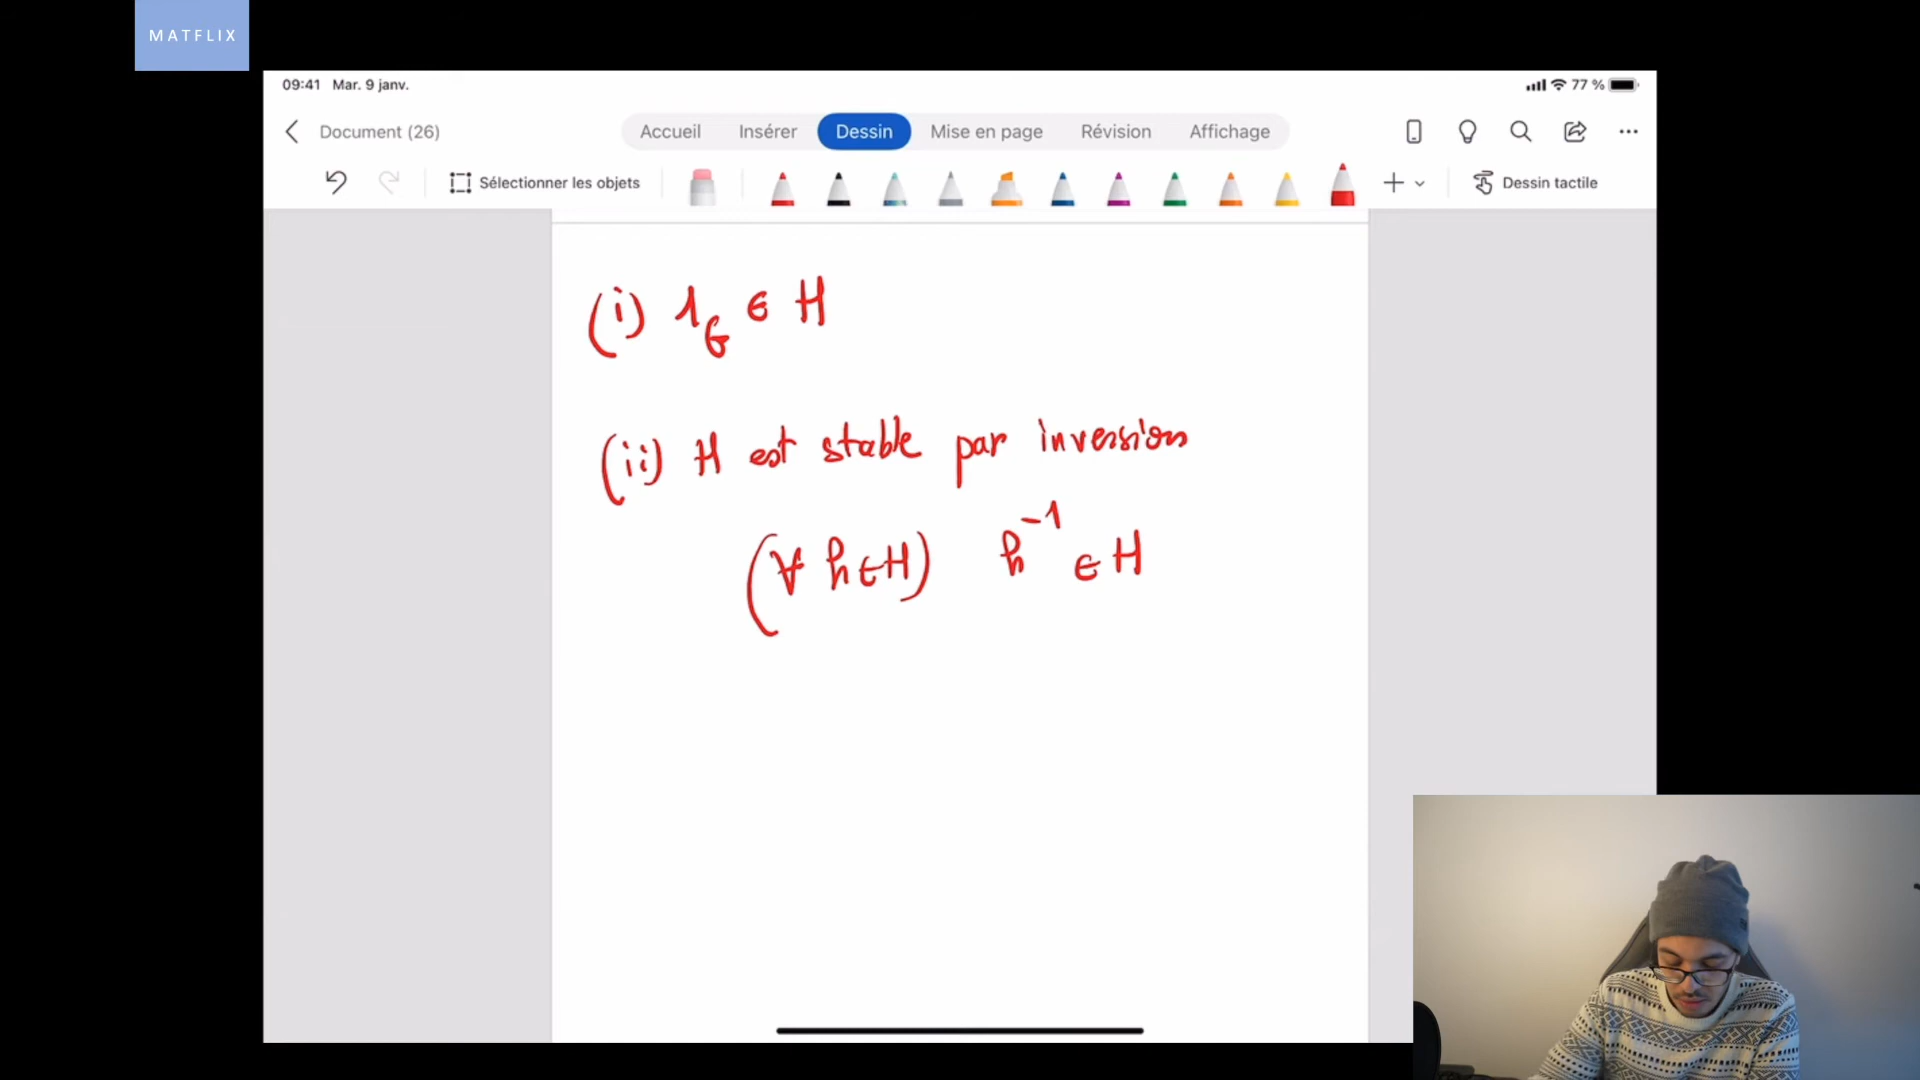 MATFLIX
09:41 Mar. 9 janv. 77 %
Document (26) Accueil Insérer Dessin Mise en page Révision Affichage
Sélectionner les objets Dessin tactile
(i) 1_G ∈ H
(ii) H est stable par inversion
(∀ h ∈ H) h⁻¹ ∈ H